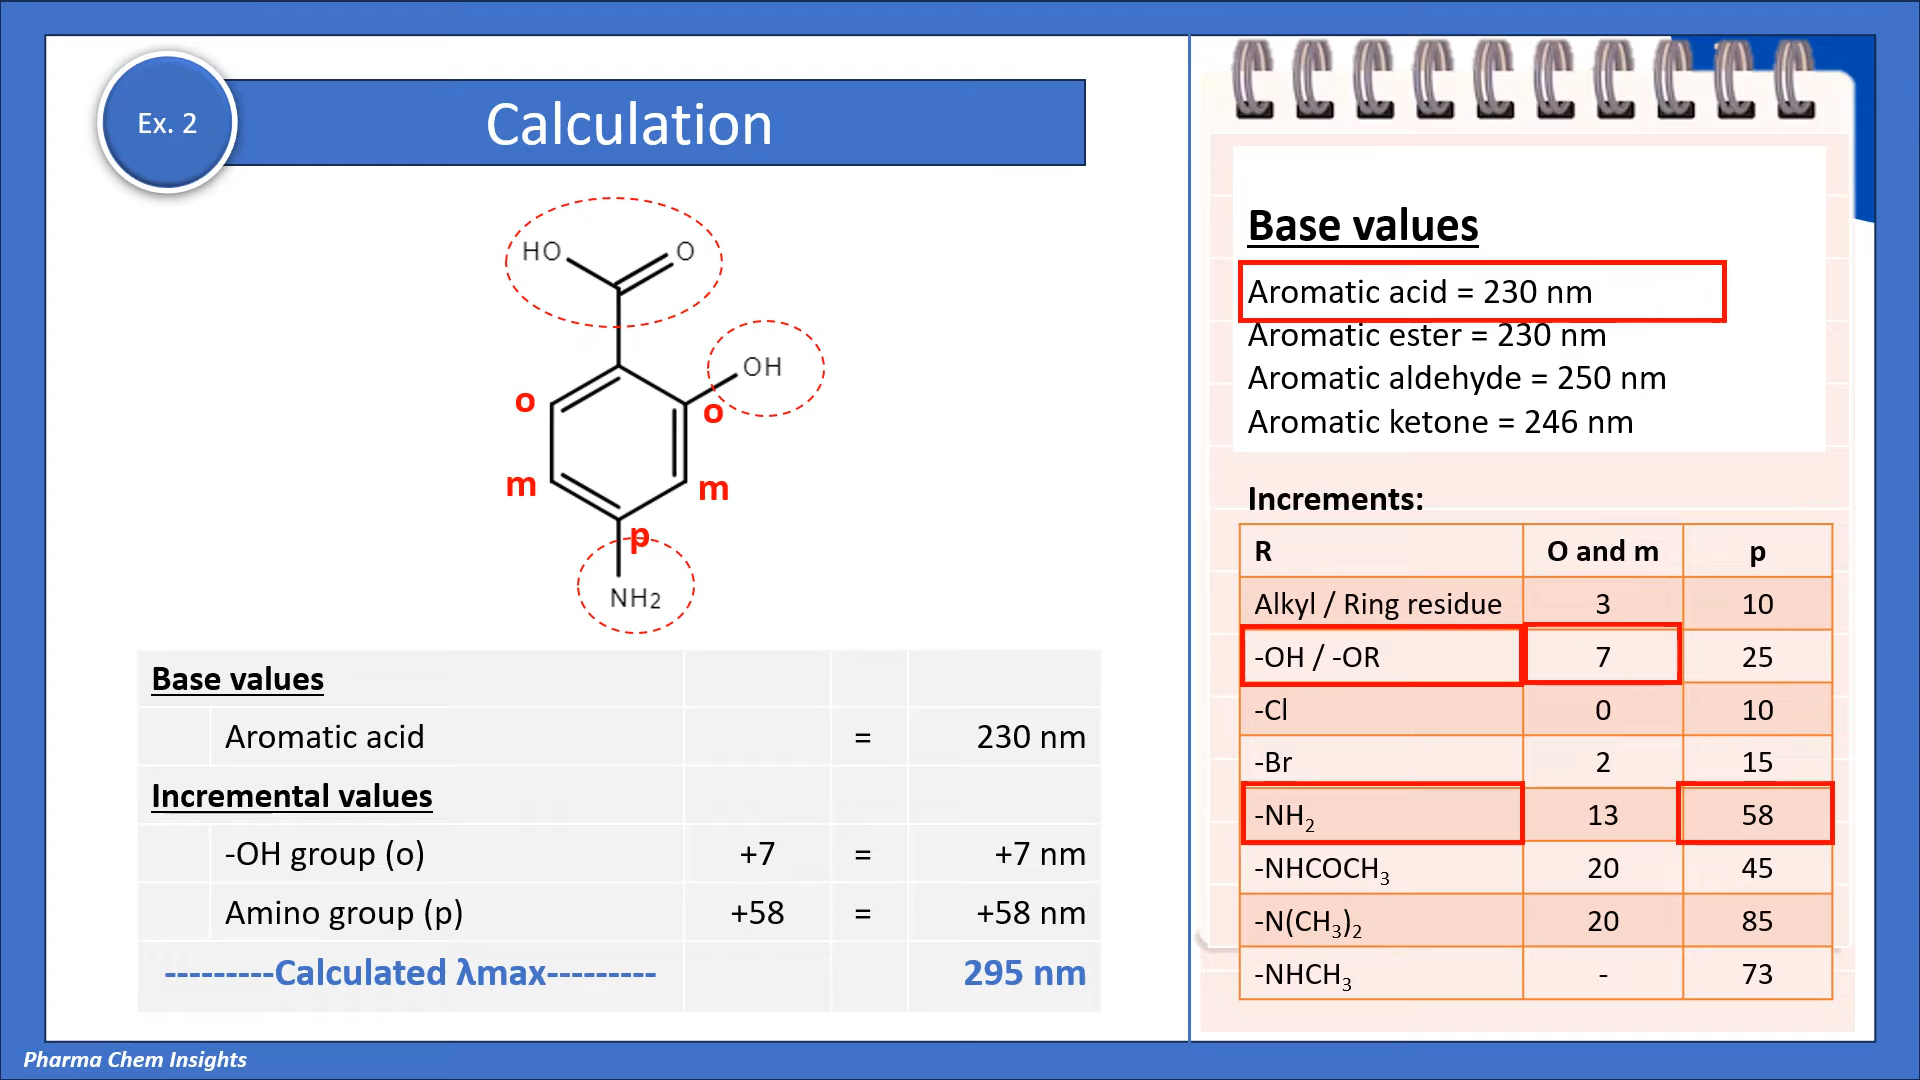 Ex. 2
Calculation
HO
O
OH
o
o
m
m
p
NH2
Base values
Aromatic acid = 230 nm
Incremental values
-OH group (o) +7 = +7 nm
Amino group (p) +58 = +58 nm
---------Calculated λmax--------- 295 nm
Base values
Aromatic acid = 230 nm
Aromatic ester = 230 nm
Aromatic aldehyde = 250 nm
Aromatic ketone = 246 nm
Increments:
R O and m p
Alkyl / Ring residue 3 10
-OH / -OR 7 25
-Cl 0 10
-Br 2 15
-NH₂ 13 58
-NHCOCH₃ 20 45
-N(CH₃)₂ 20 85
-NHCH₃ - 73
Pharma Chem Insights